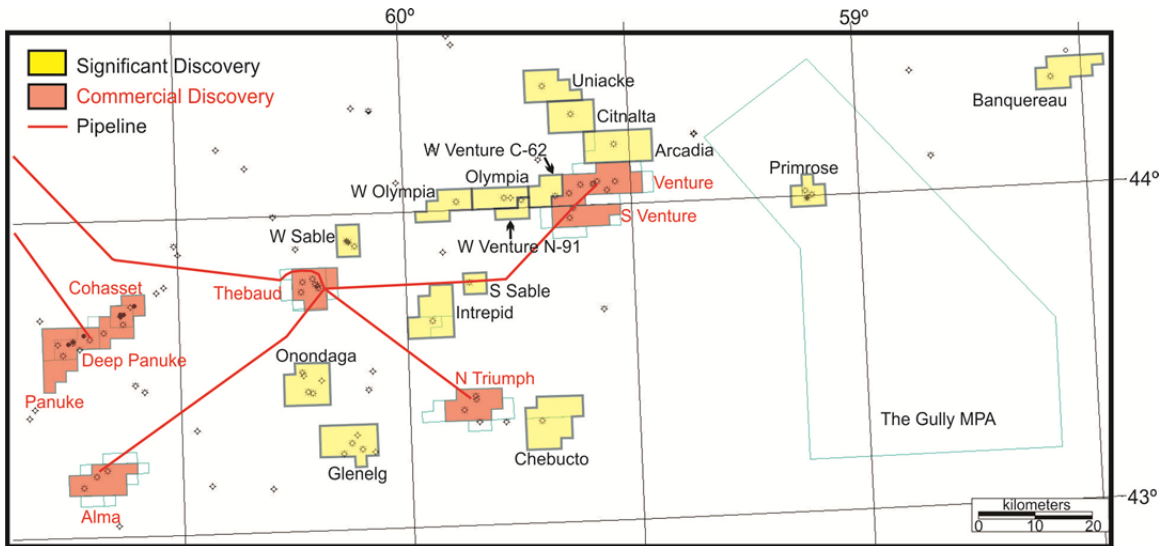 60º
59º
Significant Discovery
Commercial Discovery
Pipeline
Uniacke
Banquereau
Citnalta
W Venture C-62
Arcadia
Olympia
Venture
Primrose
44º
W Olympia
S Venture
W Sable
W Venture N-91
Cohasset
Thebaud
S Sable
Intrepid
Deep Panuke
Onondaga
N Triumph
Panuke
The Gully MPA
Chebucto
Glenelg
43º
Alma
kilometers
0 10 20